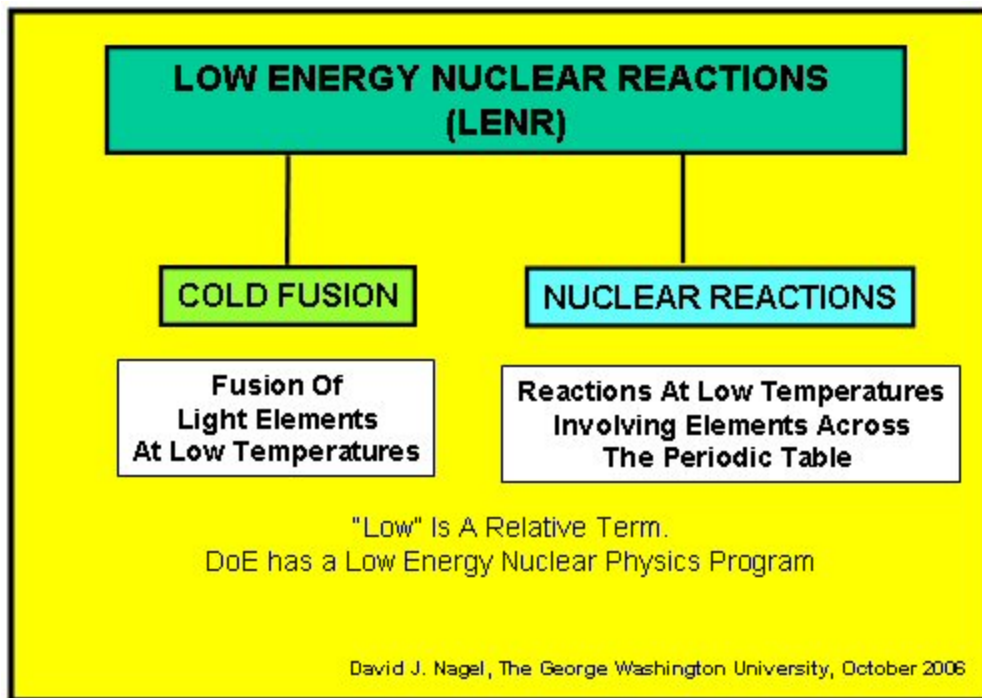 LOW ENERGY NUCLEAR REACTIONS
(LENR)
COLD FUSION
NUCLEAR REACTIONS
Fusion Of
Light Elements
At Low Temperatures
Reactions At Low Temperatures
Involving Elements Across
The Periodic Table
"Low" Is A Relative Term.
DoE has a Low Energy Nuclear Physics Program
David J. Nagel, The George Washington University, October 2006